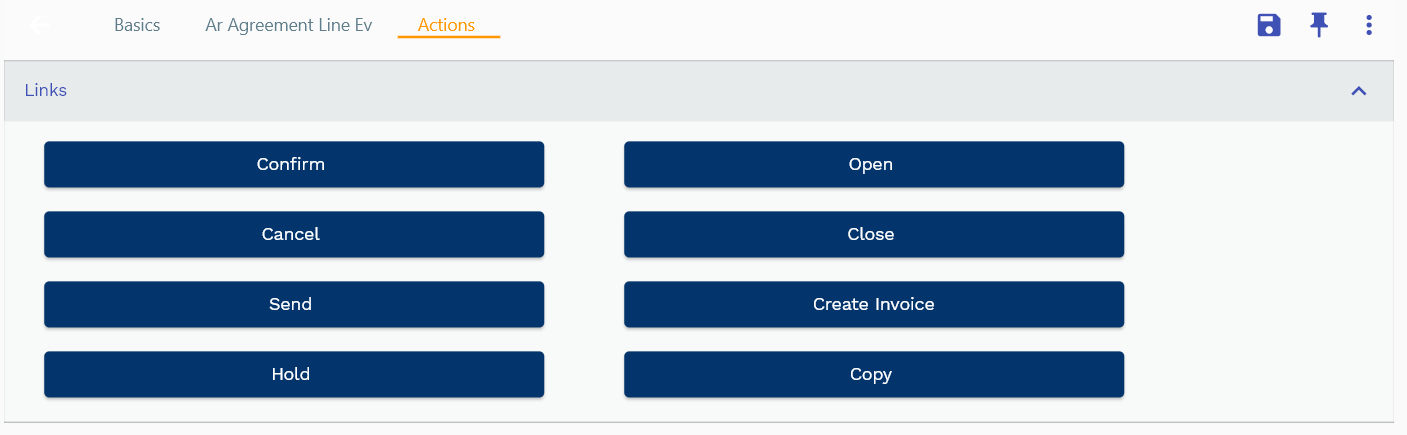 Basics Ar Agreement Line Ev Actions
Links
Confirm Open
Cancel Close
Send Create Invoice
Hold Copy